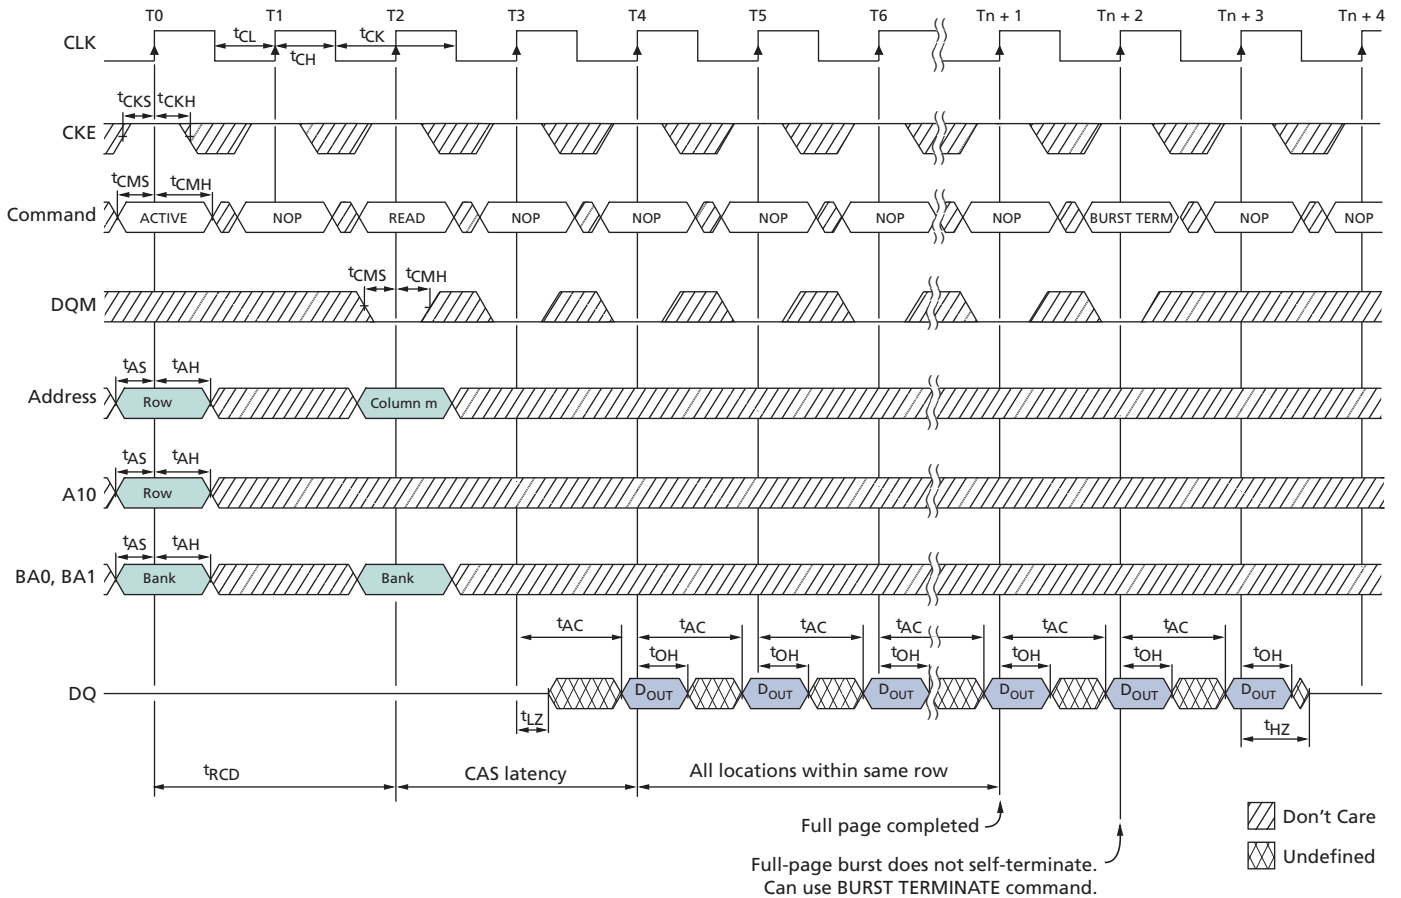 T0 T1 T2 T3 T4 T5 T6 Tn + 1 Tn + 2 Tn + 3 Tn + 4
CLK tCL tCK
tCH
tCKS tCKH
CKE
tCMS tCMH
Command ACTIVE NOP READ NOP NOP NOP NOP NOP BURST TERM NOP NOP
tCMS tCMH
DQM
tAS tAH
Address Row Column m
tAS tAH
A10 Row
tAS tAH
BA0, BA1 Bank Bank
tAC tAC tAC tAC tAC tAC
tOH tOH tOH tOH tOH tOH
DQ DOUT DOUT DOUT DOUT DOUT DOUT
tLZ tHZ
tRCD CAS latency All locations within same row
Full page completed
Don't Care
Full-page burst does not self-terminate.
Can use BURST TERMINATE command.
Undefined